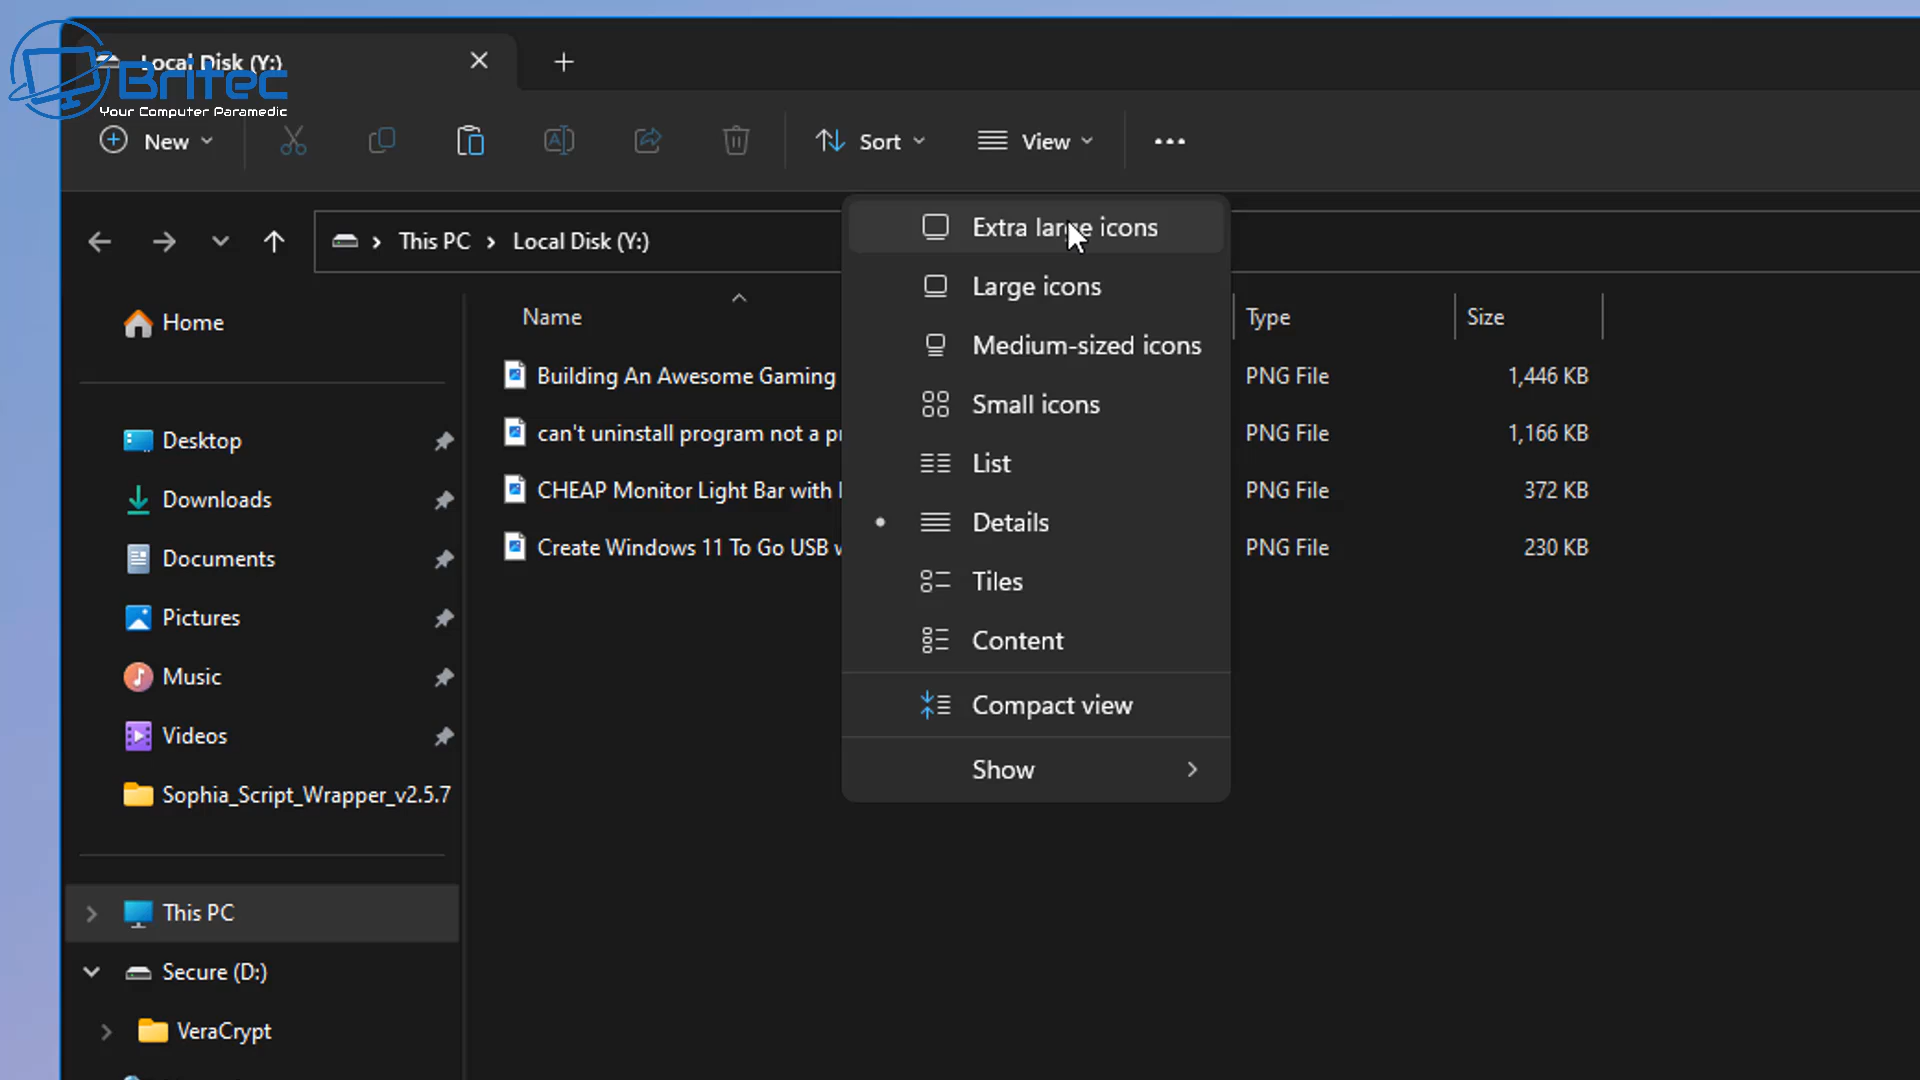 Local Disk (Y:)
Britec
Your Computer Paramedic
New
Sort
View
This PC
Local Disk (Y:)
Extra large icons
Large icons
Medium-sized icons
Small icons
List
Details
Tiles
Content
Compact view
Show
Home
Desktop
Downloads
Documents
Pictures
Music
Videos
Sophia_Script_Wrapper_v2.5.7
This PC
Secure (D:)
VeraCrypt
Name
Type
Size
Building An Awesome Gaming
PNG File
1,446 KB
can't uninstall program not a
PNG File
1,166 KB
CHEAP Monitor Light Bar with
PNG File
372 KB
Create Windows 11 To Go USB
PNG File
230 KB